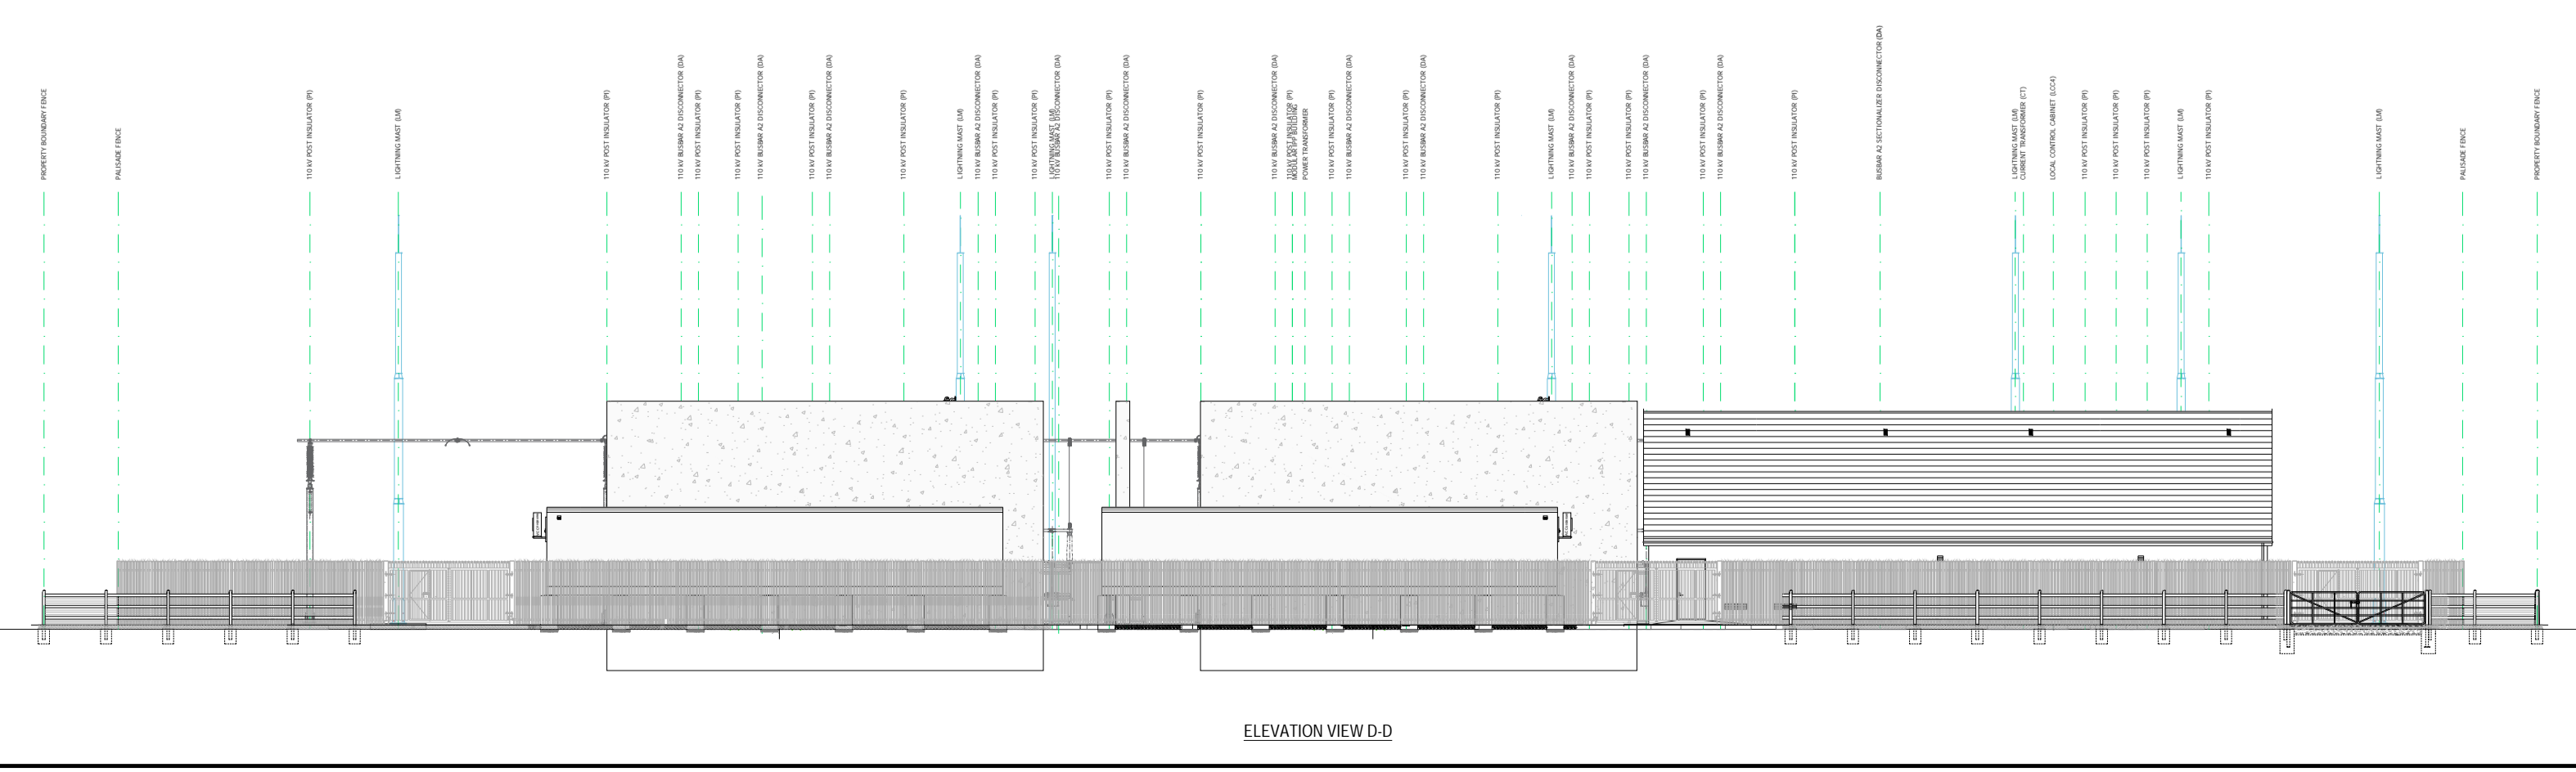 PROPERTY BOUNDARY FENCE
PALISADE FENCE
110 kV POST INSULATOR (PI)
LIGHTNING MAST (LM)
110 kV POST INSULATOR (PI)
110 kV BUSBAR A2 DISCONNECTOR (DA)
110 kV POST INSULATOR (PI)
110 kV POST INSULATOR (PI)
110 kV BUSBAR A2 DISCONNECTOR (DA)
110 kV POST INSULATOR (PI)
110 kV BUSBAR A2 DISCONNECTOR (DA)
110 kV POST INSULATOR (PI)
LIGHTNING MAST (LM)
110 kV BUSBAR A2 DISCONNECTOR (DA)
110 kV POST INSULATOR (PI)
110 kV POST INSULATOR (PI)
LIGHTNING MAST (LM)
110 kV BUSBAR A2 DISCONNECTOR (DA)
110 kV POST INSULATOR (PI)
110 kV BUSBAR A2 DISCONNECTOR (DA)
110 kV POST INSULATOR (PI)
110 kV BUSBAR A2 DISCONNECTOR (DA)
110 kV POST INSULATOR (PI)
MODULAR IPP BUILDING
POWER TRANSFORMER
110 kV POST INSULATOR (PI)
110 kV BUSBAR A2 DISCONNECTOR (DA)
110 kV POST INSULATOR (PI)
110 kV BUSBAR A2 DISCONNECTOR (DA)
110 kV POST INSULATOR (PI)
LIGHTNING MAST (LM)
110 kV BUSBAR A2 DISCONNECTOR (DA)
110 kV POST INSULATOR (PI)
110 kV POST INSULATOR (PI)
110 kV BUSBAR A2 DISCONNECTOR (DA)
110 kV POST INSULATOR (PI)
110 kV BUSBAR A2 DISCONNECTOR (DA)
110 kV POST INSULATOR (PI)
BUSBAR A2 SECTIONALIZER DISCONNECTOR (DA)
LIGHTNING MAST (LM)
CURRENT TRANSFORMER (CT)
LOCAL CONTROL CABINET (LCC4)
110 kV POST INSULATOR (PI)
110 kV POST INSULATOR (PI)
110 kV POST INSULATOR (PI)
LIGHTNING MAST (LM)
110 kV POST INSULATOR (PI)
LIGHTNING MAST (LM)
PALISADE FENCE
PROPERTY BOUNDARY FENCE
ELEVATION VIEW D-D